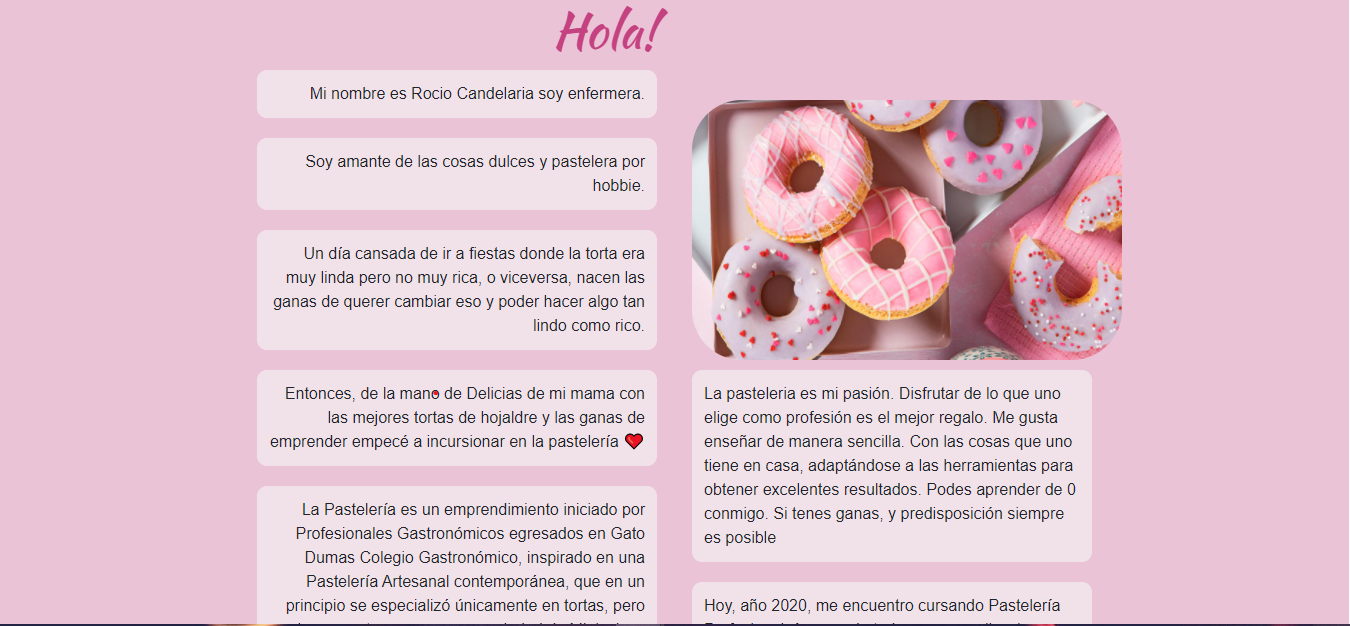 Hola!
Mi nombre es Rocio Candelaria soy enfermera.
Soy amante de las cosas dulces y pastelera por
hobbie.
Un día cansada de ir a fiestas donde la torta era
muy linda pero no muy rica, o viceversa, nacen las
ganas de querer cambiar eso y poder hacer algo tan
lindo como rico.
Entonces, de la mano de Delicias de mi mama con
las mejores tortas de hojaldre y las ganas de
emprender empecé a incursionar en la pastelería ❤️
La Pastelería es un emprendimiento iniciado por
Profesionales Gastronómicos egresados en Gato
Dumas Colegio Gastronómico, inspirado en una
Pastelería Artesanal contemporánea, que en un
principio se especializó únicamente en tortas, pero
La pasteleria es mi pasión. Disfrutar de lo que uno
elige como profesión es el mejor regalo. Me gusta
enseñar de manera sencilla. Con las cosas que uno
tiene en casa, adaptándose a las herramientas para
obtener excelentes resultados. Podes aprender de 0
conmigo. Si tenes ganas, y predisposición siempre
es posible
Hoy, año 2020, me encuentro cursando Pastelería